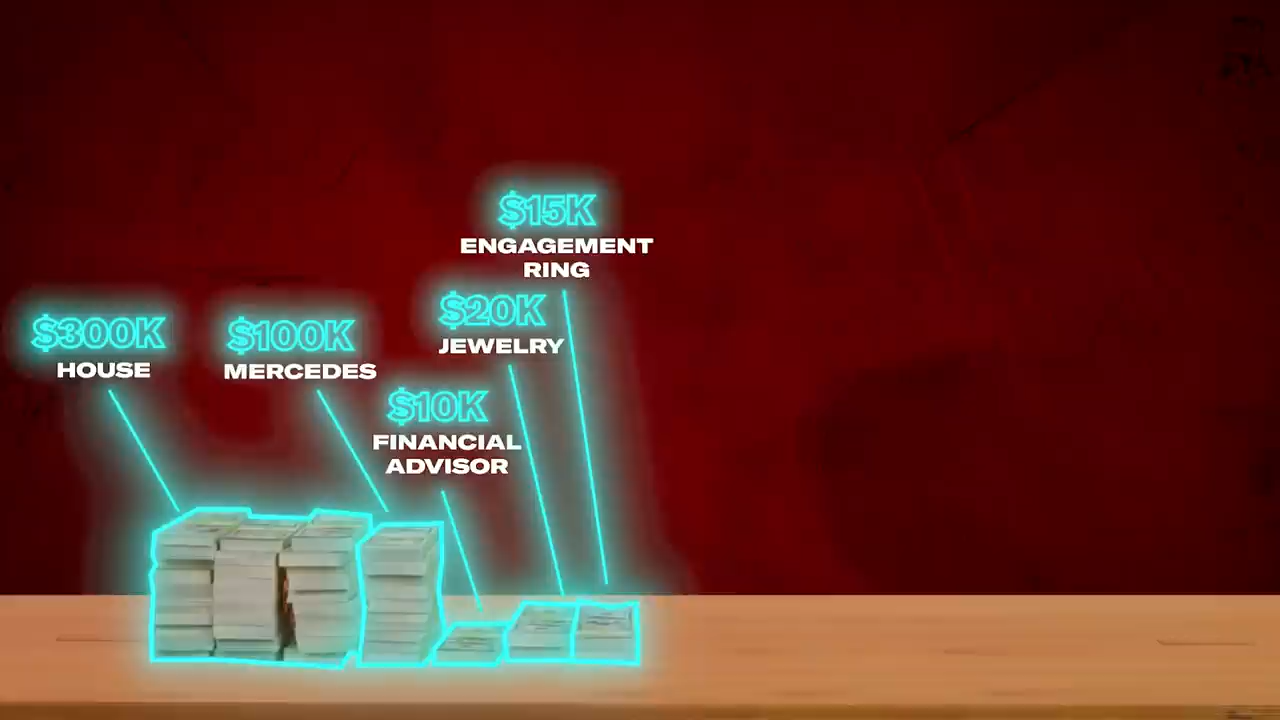 $300K
HOUSE
$100K
MERCEDES
$10K
FINANCIAL
ADVISOR
$20K
JEWELRY
$15K
ENGAGEMENT
RING